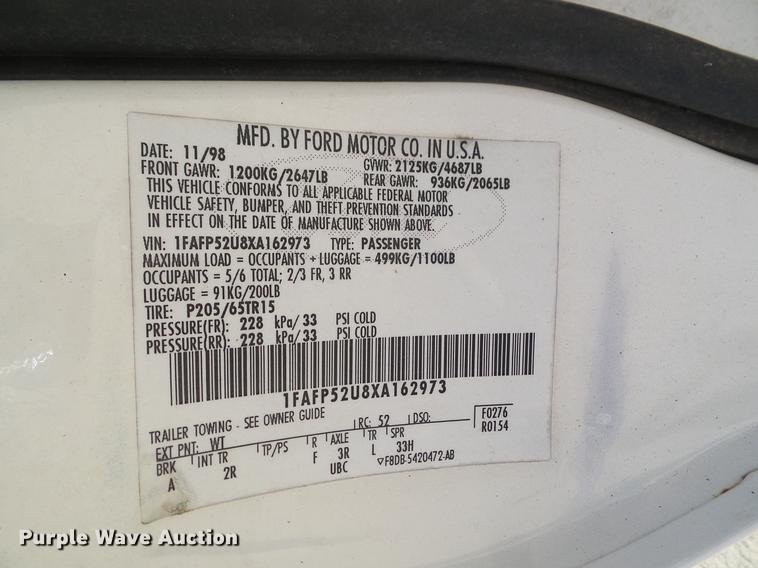 MFD. BY FORD MOTOR CO. IN U.S.A.
DATE: 11/98 GVWR: 2125KG/4687LB
FRONT GAWR: 1200KG/2647LB REAR GAWR: 936KG/2065LB
THIS VEHICLE CONFORMS TO ALL APPLICABLE FEDERAL MOTOR
VEHICLE SAFETY, BUMPER, AND THEFT PREVENTION STANDARDS
IN EFFECT ON THE DATE OF MANUFACTURE SHOWN ABOVE.
VIN: 1FAFP52U8XA162973 TYPE: PASSENGER
MAXIMUM LOAD = OCCUPANTS + LUGGAGE = 499KG/1100LB
OCCUPANTS = 5/6 TOTAL; 2/3 FR, 3 RR
LUGGAGE = 91KG/200LB
TIRE: P205/65TR15
PRESSURE(FR): 228 kPa/33 PSI COLD
PRESSURE(RR): 228 kPa/33 PSI COLD
1FAFP52U8XA162973
TRAILER TOWING - SEE OWNER GUIDE
EXT PNT: WT RC: 52 DSO: F0276
R0154
BRK INT TR TP/PS R AXLE TR SPR
A 2R F 3R L 33H
UBC ▽F8DB-5420472-AB
Purple Wave Auction